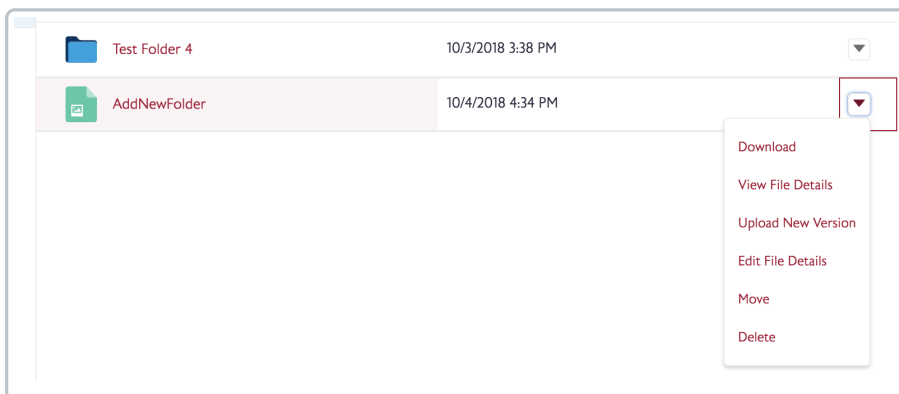 Test Folder 4 10/3/2018 3:38 PM
AddNewFolder 10/4/2018 4:34 PM
Download
View File Details
Upload New Version
Edit File Details
Move
Delete